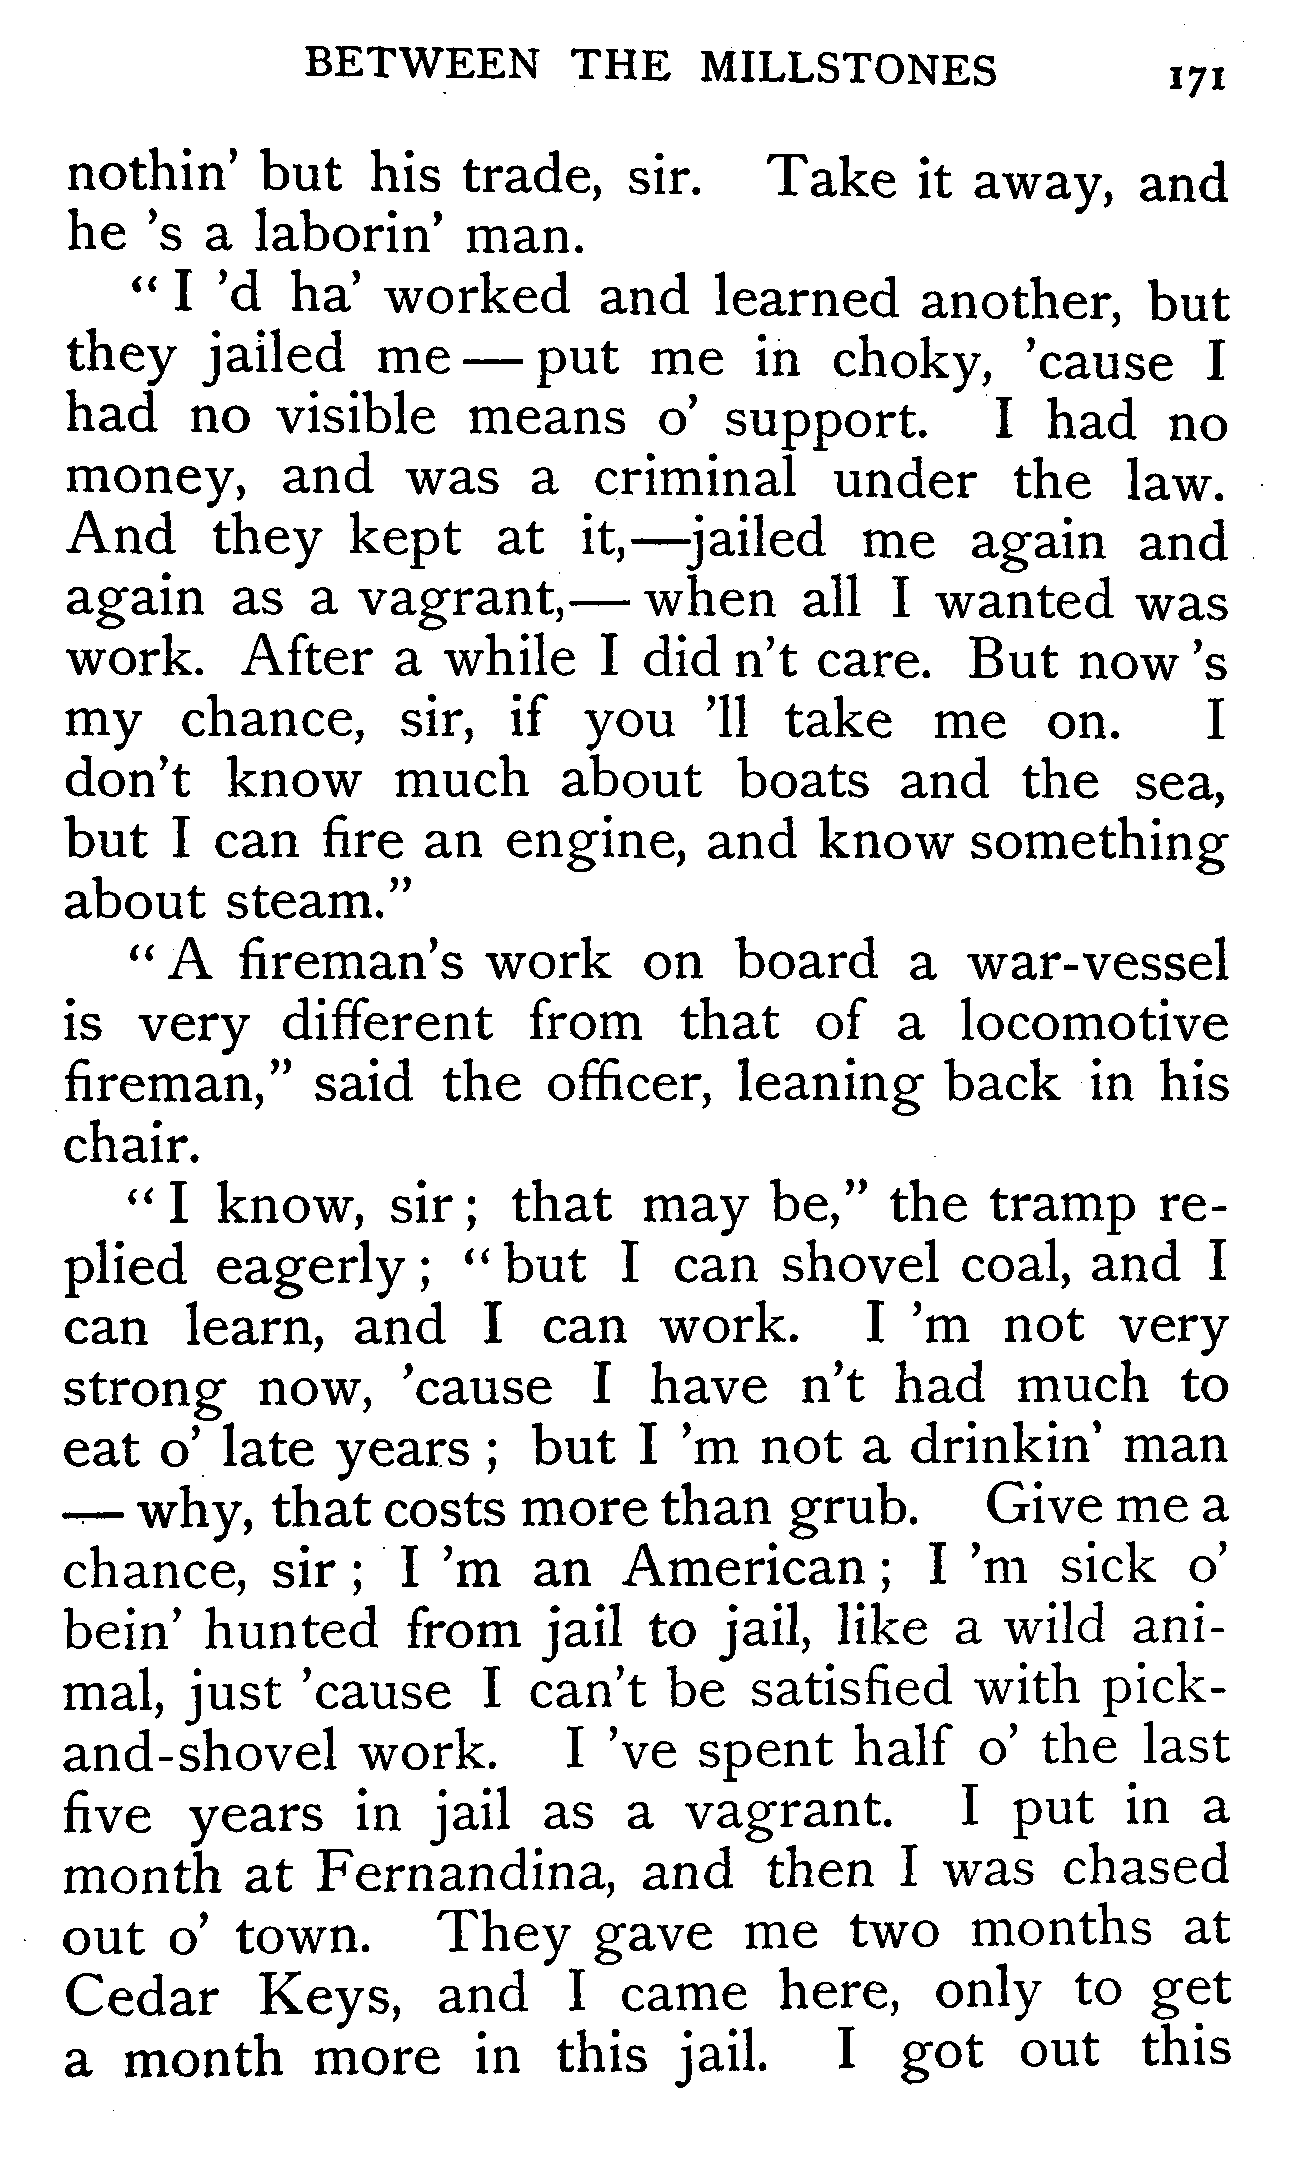 BETWEEN THE MILLSTONES 171
nothin' but his trade, sir. Take it away, and
he 's a laborin' man.
"I 'd ha' worked and learned another, but
they jailed me — put me in choky, 'cause I
had no visible means o' support. I had no
money, and was a criminal under the law.
And they kept at it,—jailed me again and
again as a vagrant,— when all I wanted was
work. After a while I did n't care. But now 's
my chance, sir, if you 'll take me on. I
don't know much about boats and the sea,
but I can fire an engine, and know something
about steam."
"A fireman's work on board a war-vessel
is very different from that of a locomotive
fireman," said the officer, leaning back in his
chair.
"I know, sir; that may be," the tramp re-
plied eagerly; "but I can shovel coal, and I
can learn, and I can work. I 'm not very
strong now, 'cause I have n't had much to
eat o' late years; but I 'm not a drinkin' man
— why, that costs more than grub. Give me a
chance, sir; I 'm an American; I 'm sick o'
bein' hunted from jail to jail, like a wild ani-
mal, just 'cause I can't be satisfied with pick-
and-shovel work. I 've spent half o' the last
five years in jail as a vagrant. I put in a
month at Fernandina, and then I was chased
out o' town. They gave me two months at
Cedar Keys, and I came here, only to get
a month more in this jail. I got out this